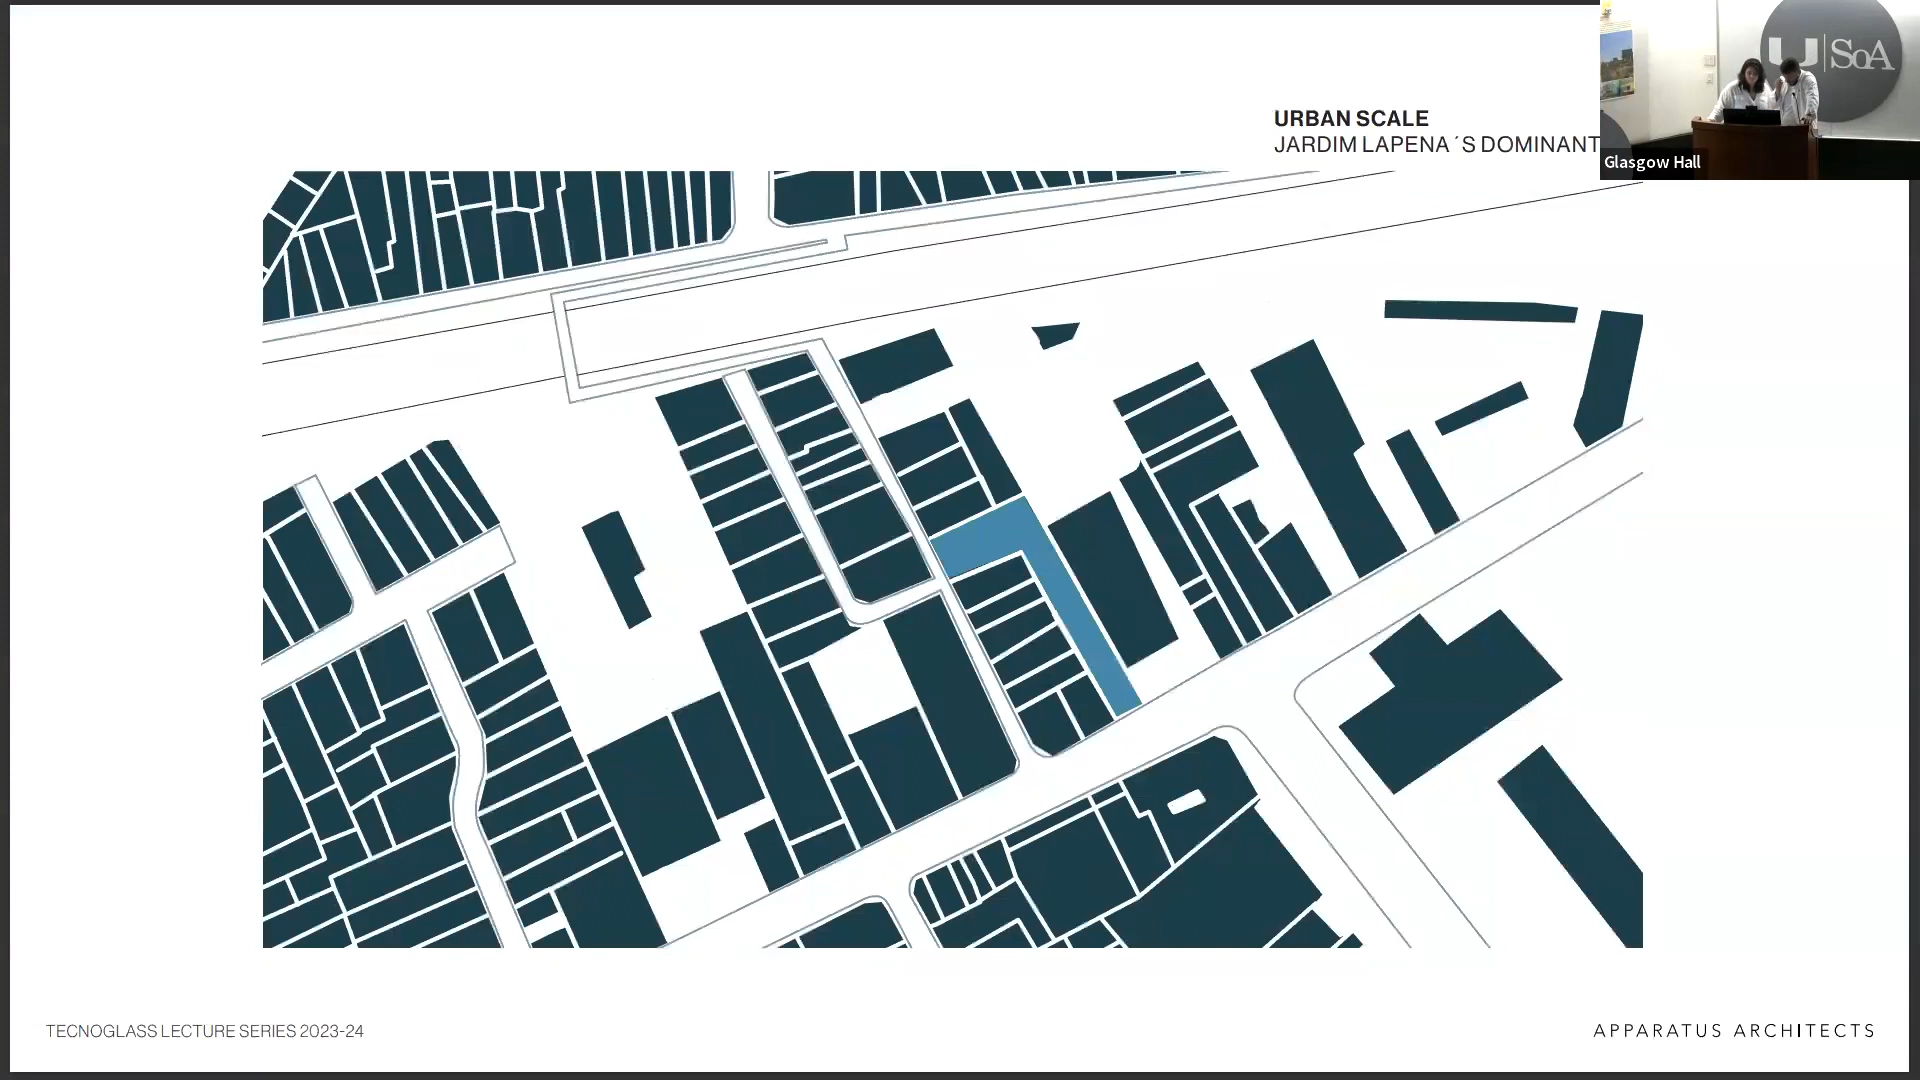 URBAN SCALE
JARDIM LAPENA´S DOMINANT
U|SoA
Glasgow Hall
TECNOGLASS LECTURE SERIES 2023-24
APPARATUS ARCHITECTS